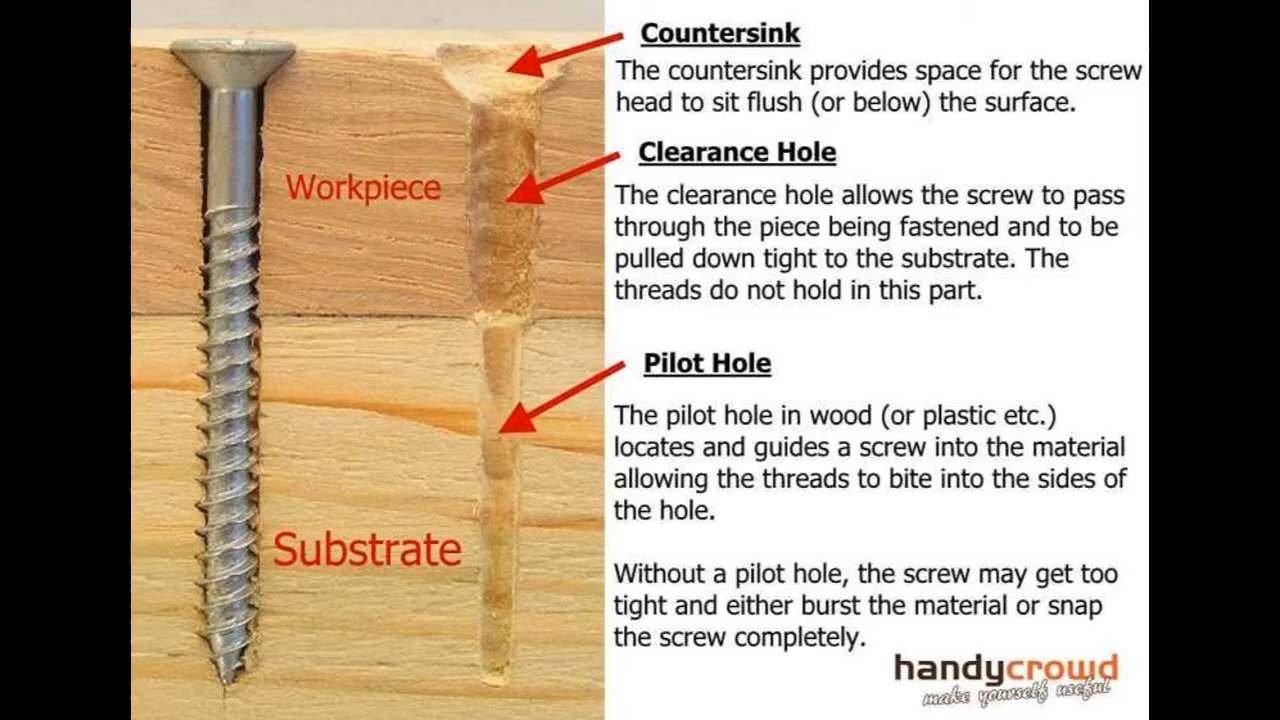 Countersink
The countersink provides space for the screw
head to sit flush (or below) the surface.
Clearance Hole
The clearance hole allows the screw to pass
through the piece being fastened and to be
pulled down tight to the substrate. The
threads do not hold in this part.
Pilot Hole
The pilot hole in wood (or plastic etc.)
locates and guides a screw into the material
allowing the threads to bite into the sides of
the hole.
Without a pilot hole, the screw may get too
tight and either burst the material or snap
the screw completely.
Workpiece
Substrate
handycrowd
make yourself useful